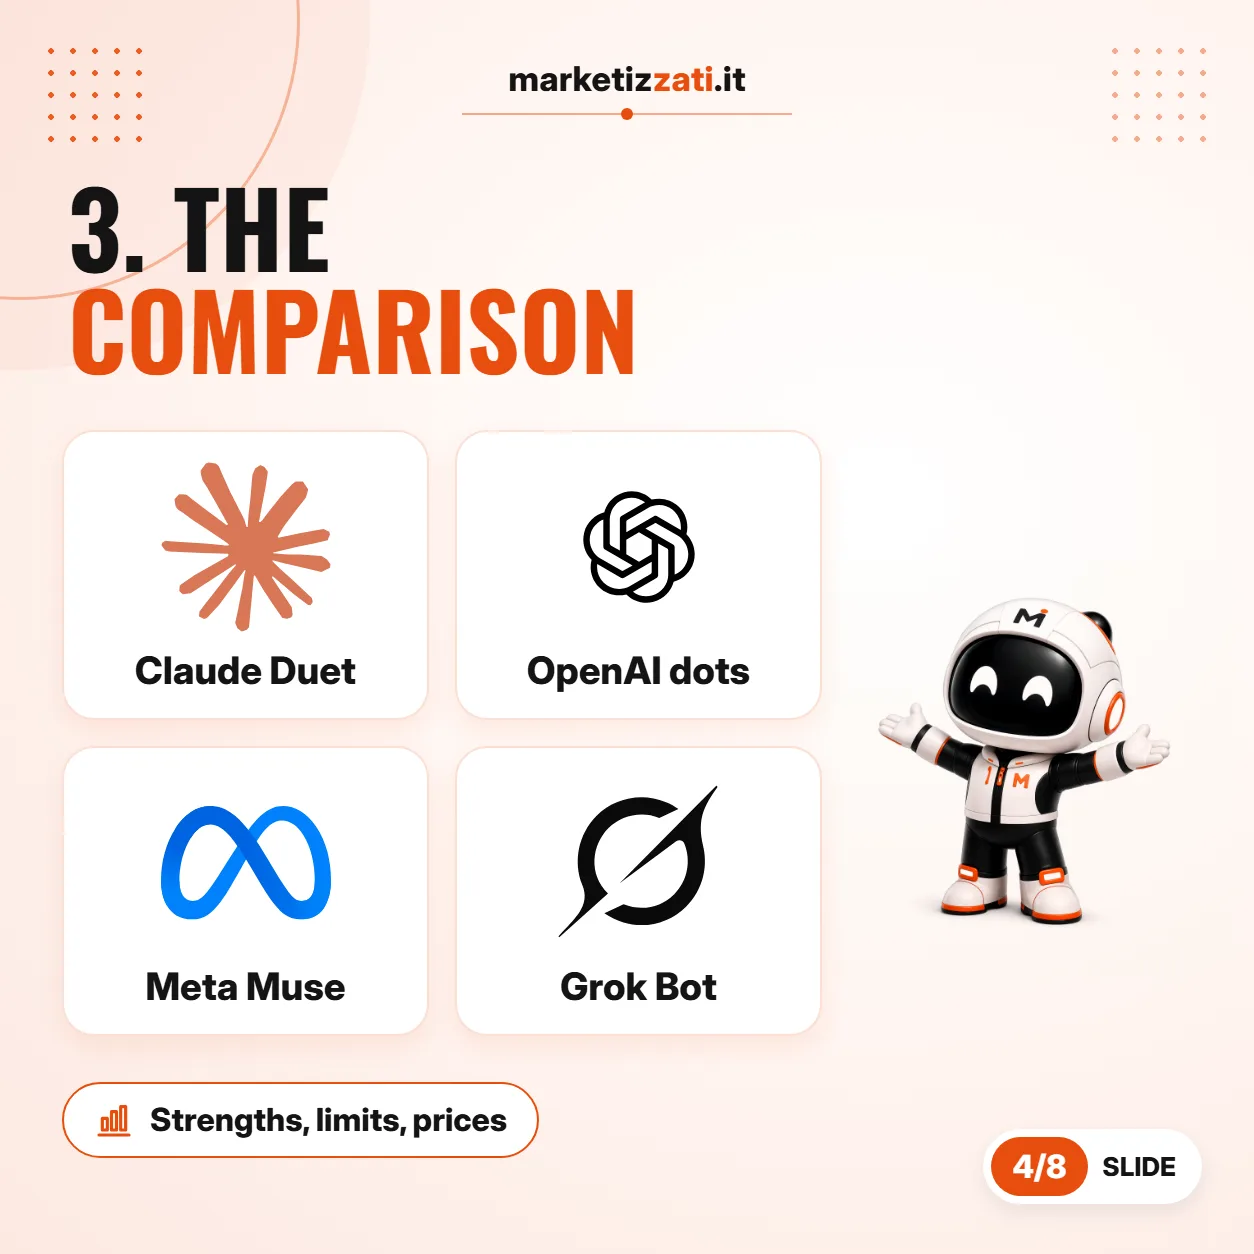 marketizzati.it
3. THE
COMPARISON
Claude Duet
OpenAI dots
Meta Muse
Grok Bot
Strengths, limits, prices
4/8 SLIDE